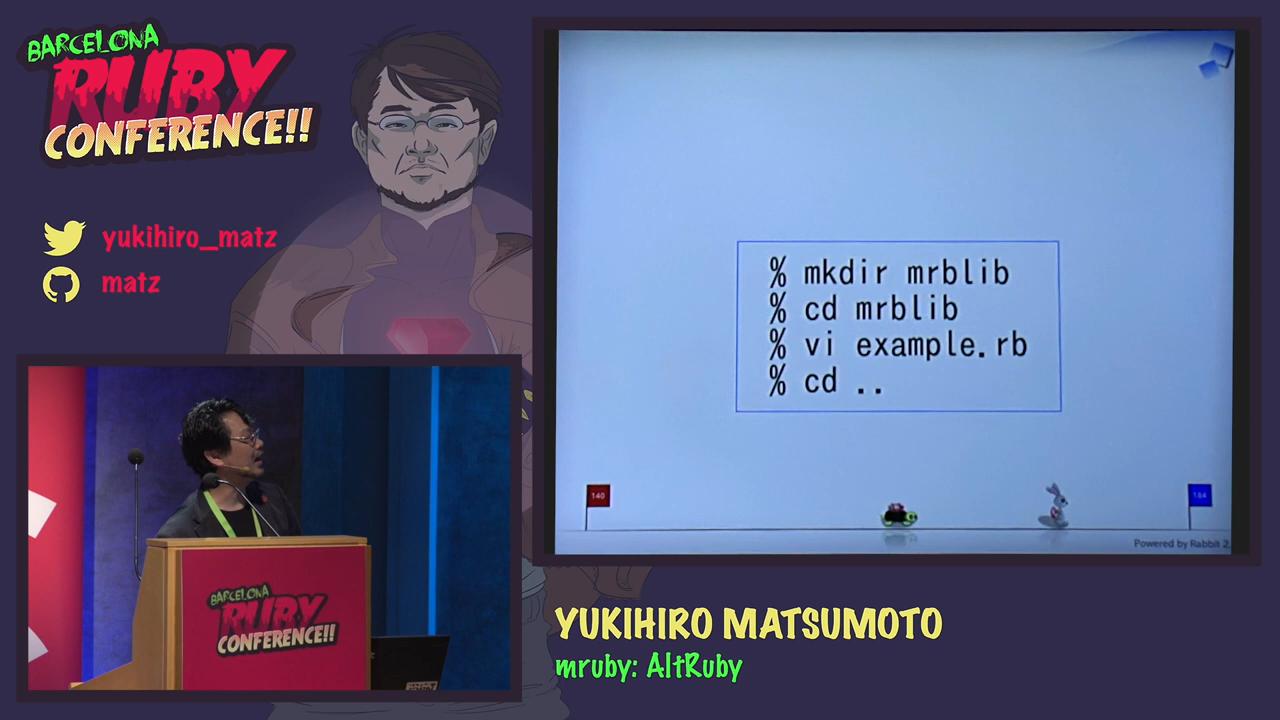 BARCELONA
RUBY
CONFERENCE!!
yukihiro_matz
matz
% mkdir mrblib
% cd mrblib
% vi example.rb
% cd ..
140
184
Powered by Rabbit 2.
BARCELONA
RUBY
CONFERENCE!!
YUKIHIRO MATSUMOTO
mruby: AltRuby